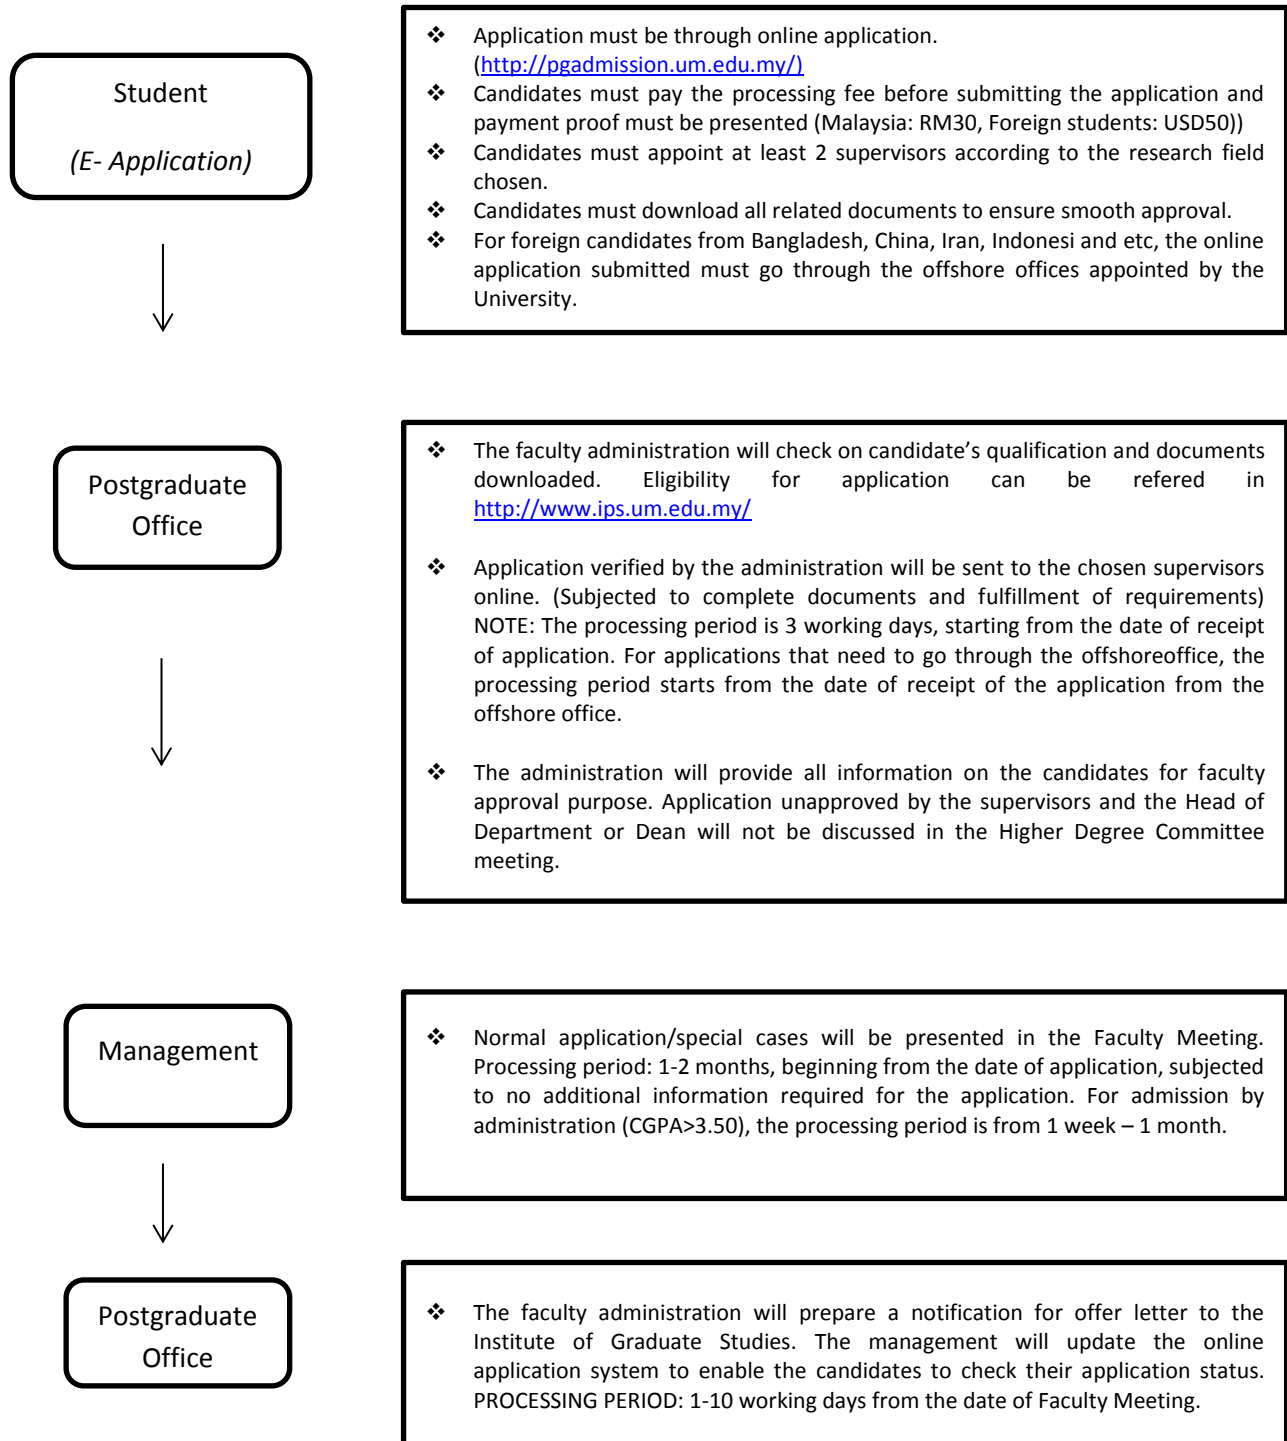 Student
(E- Application)
❖ Application must be through online application.
(http://pgadmission.um.edu.my/)
❖ Candidates must pay the processing fee before submitting the application and
payment proof must be presented (Malaysia: RM30, Foreign students: USD50))
❖ Candidates must appoint at least 2 supervisors according to the research field
chosen.
❖ Candidates must download all related documents to ensure smooth approval.
❖ For foreign candidates from Bangladesh, China, Iran, Indonesi and etc, the online
application submitted must go through the offshore offices appointed by the
University.
Postgraduate
Office
❖ The faculty administration will check on candidate’s qualification and documents
downloaded. Eligibility for application can be refered in
http://www.ips.um.edu.my/
❖ Application verified by the administration will be sent to the chosen supervisors
online. (Subjected to complete documents and fulfillment of requirements)
NOTE: The processing period is 3 working days, starting from the date of receipt
of application. For applications that need to go through the offshoreoffice, the
processing period starts from the date of receipt of the application from the
offshore office.
❖ The administration will provide all information on the candidates for faculty
approval purpose. Application unapproved by the supervisors and the Head of
Department or Dean will not be discussed in the Higher Degree Committee
meeting.
Management
❖ Normal application/special cases will be presented in the Faculty Meeting.
Processing period: 1-2 months, beginning from the date of application, subjected
to no additional information required for the application. For admission by
administration (CGPA>3.50), the processing period is from 1 week – 1 month.
Postgraduate
Office
❖ The faculty administration will prepare a notification for offer letter to the
Institute of Graduate Studies. The management will update the online
application system to enable the candidates to check their application status.
PROCESSING PERIOD: 1-10 working days from the date of Faculty Meeting.